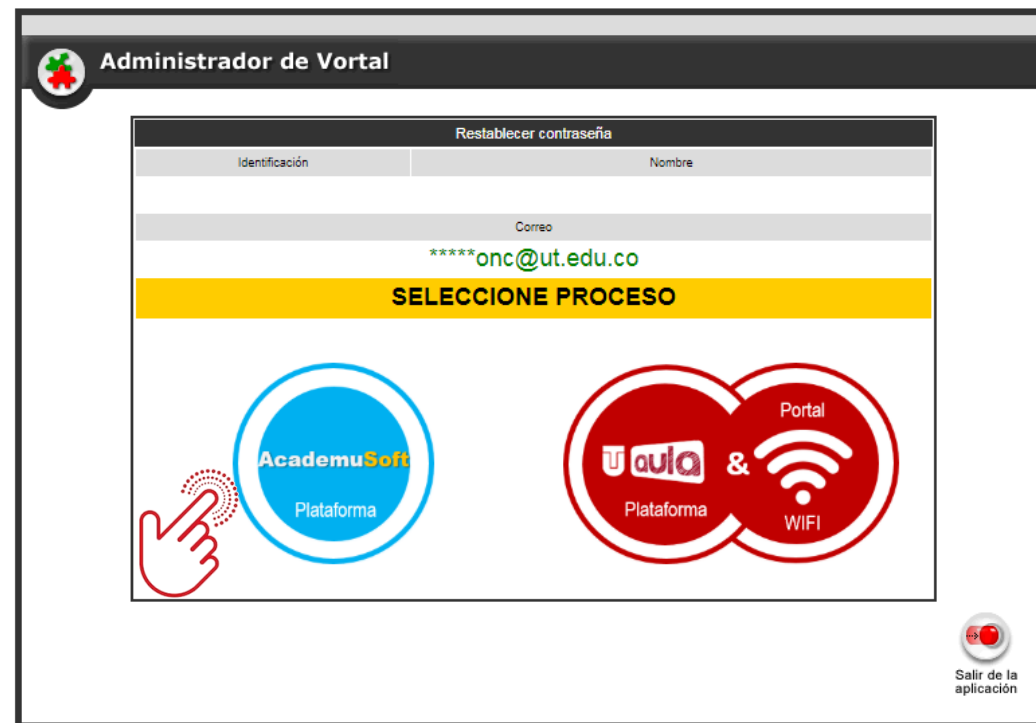 Administrador de Vortal
Restablecer contraseña
Identificación Nombre
Correo
*****onc@ut.edu.co
SELECCIONE PROCESO
AcademuSoft
Plataforma
U aula
Plataforma
&
Portal
WIFI
Salir de la
aplicación